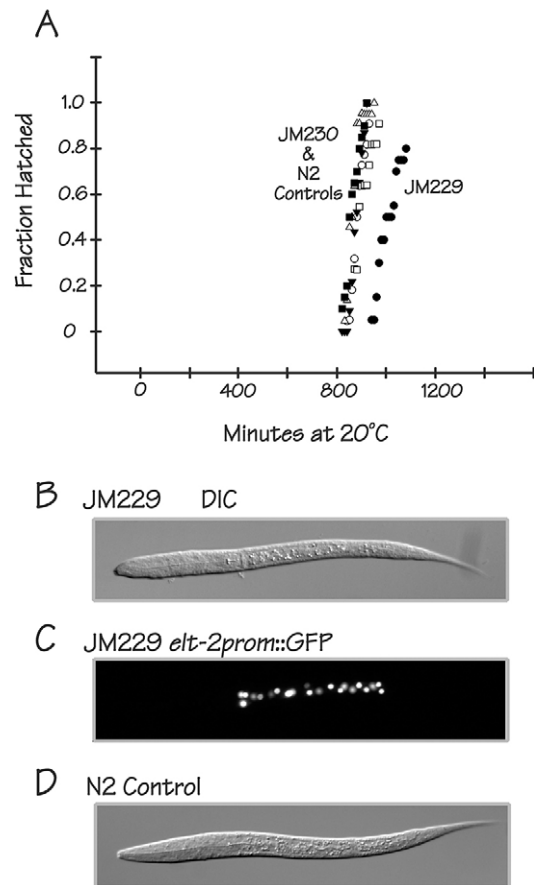 A
Fraction Hatched
1.0
0.8
0.6
0.4
0.2
0
JM230
&
N2
Controls
JM229
0 400 800 1200
Minutes at 20°C
B JM229 DIC
C JM229 elt-2prom::GFP
D N2 Control